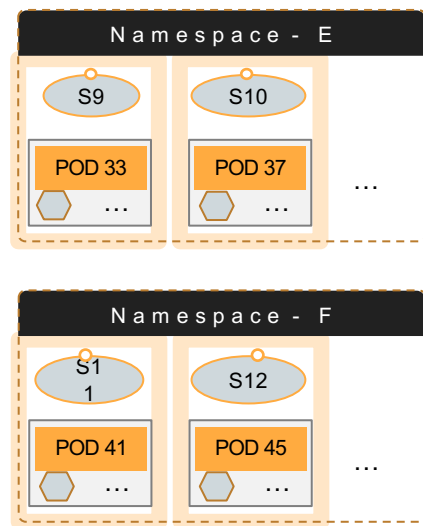 Namespace - E
S9 S10
POD 33 POD 37
... ... ...
Namespace - F
S1
1 S12
POD 41 POD 45
... ... ...